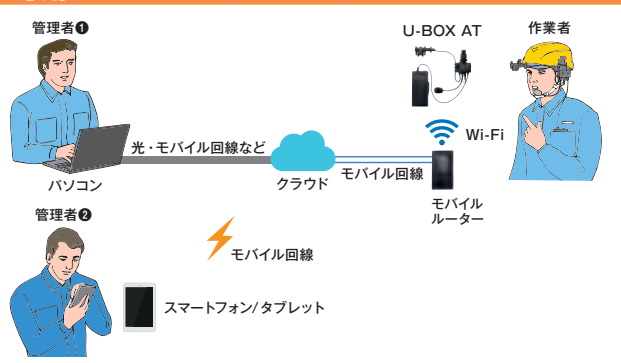 管理者❶
U-BOX AT
作業者
Wi-Fi
光・モバイル回線など
パソコン
クラウド
モバイル回線
モバイル
ルーター
管理者❷
モバイル回線
スマートフォン/タブレット